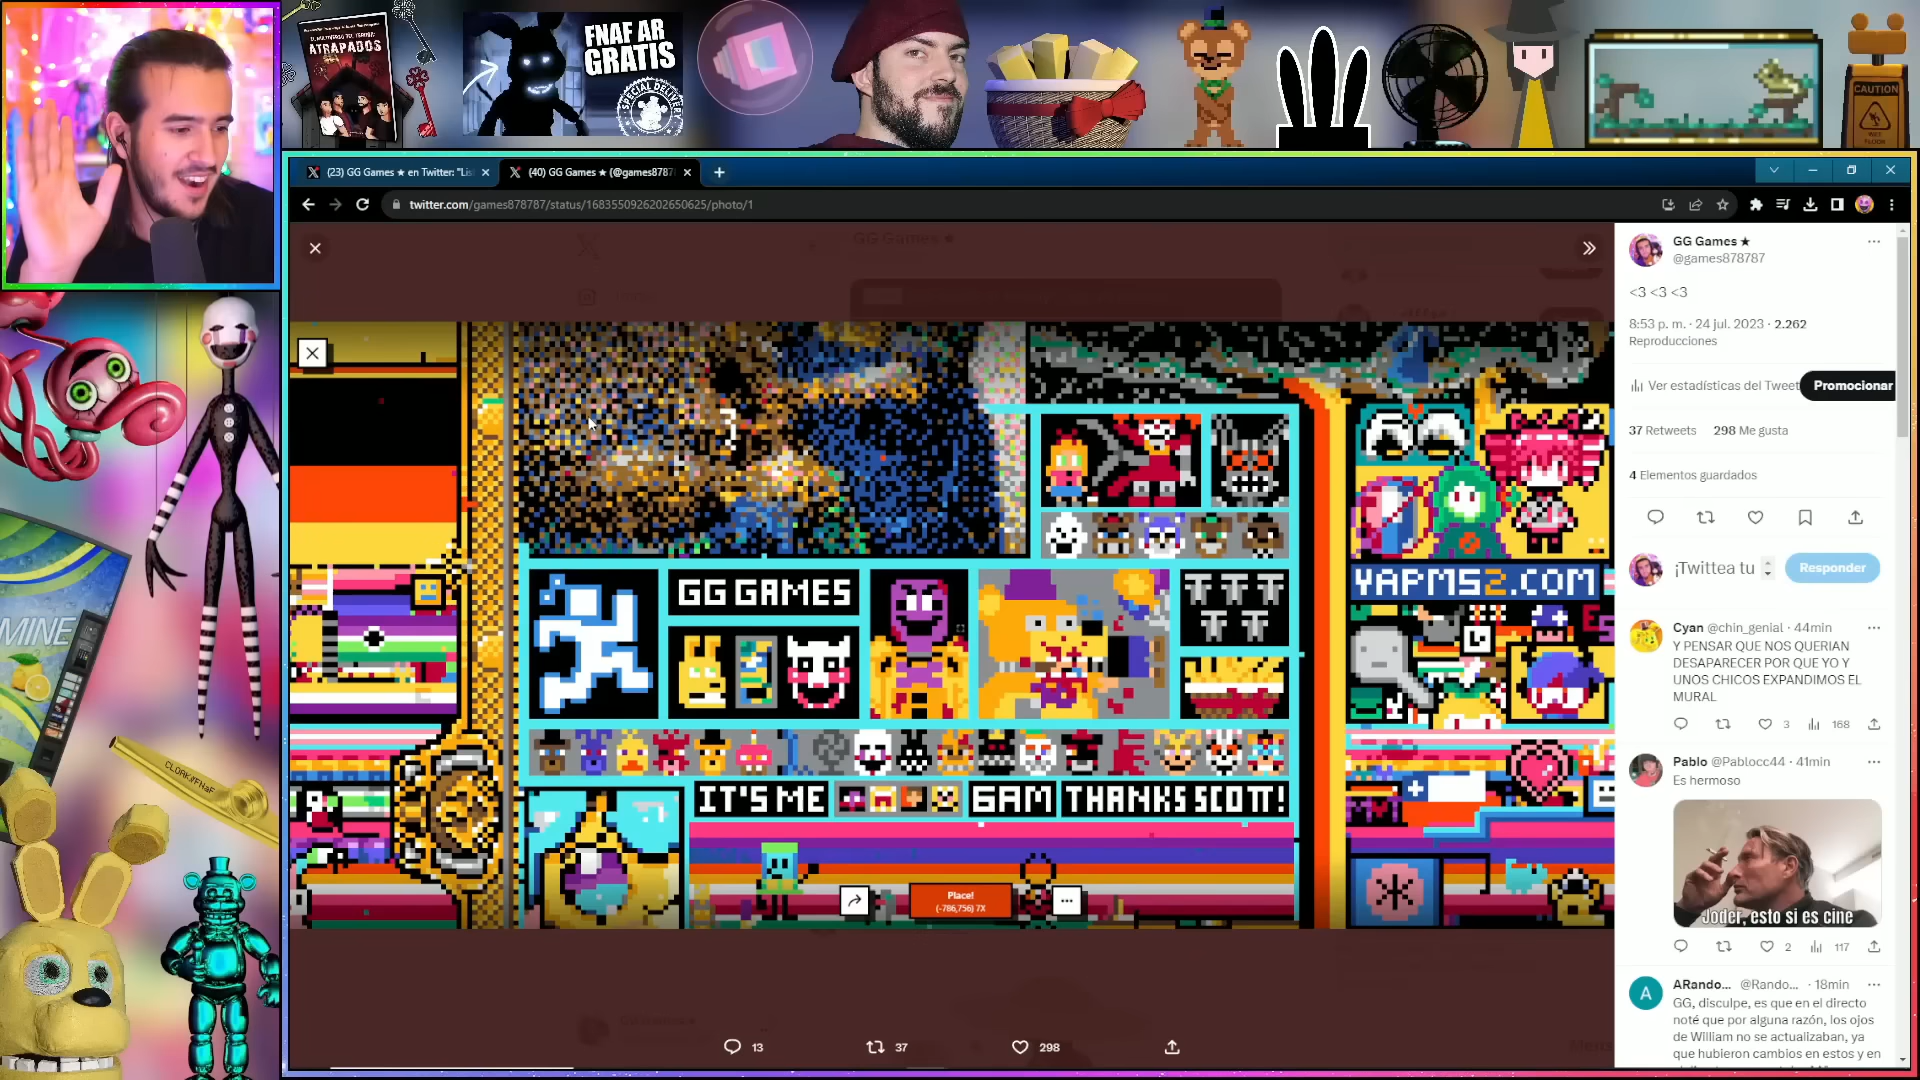 ATRAPADOS
FNAF AR
GRATIS
SPECIAL DELIVERY
CAUTION
WET
FLOOR
(23) GG Games ★ en Twitter: "Lis
(40) GG Games ★ (@games8787
twitter.com/games878787/status/1683550926202650625/photo/1
GG Games ★
@games878787
<3 <3 <3
8:53 p. m. · 24 jul. 2023 · 2.262
Reproducciones
Ver estadísticas del Tweet
Promocionar
37 Retweets 298 Me gusta
4 Elementos guardados
¡Twittea tu
Responder
Cyan @chin_genial · 44min
Y PENSAR QUE NOS QUERIAN
DESAPARECER POR QUE YO Y
UNOS CHICOS EXPANDIMOS EL
MURAL
3 168
Pablo @Pablocc44 · 41min
Es hermoso
Joder, esto si es cine
2 117
A
ARando... @Rando... · 18min
GG, disculpe, es que en el directo
noté que por alguna razón, los ojos
de William no se actualizaban, ya
que hubieron cambios en estos y en
GG GAMES
YAPMS2.COM
IT'S ME
6AM
THANKS SCOTT!
Place!
(-786,756) 7X
13 37 298
MINE
CLOAK//FNaF